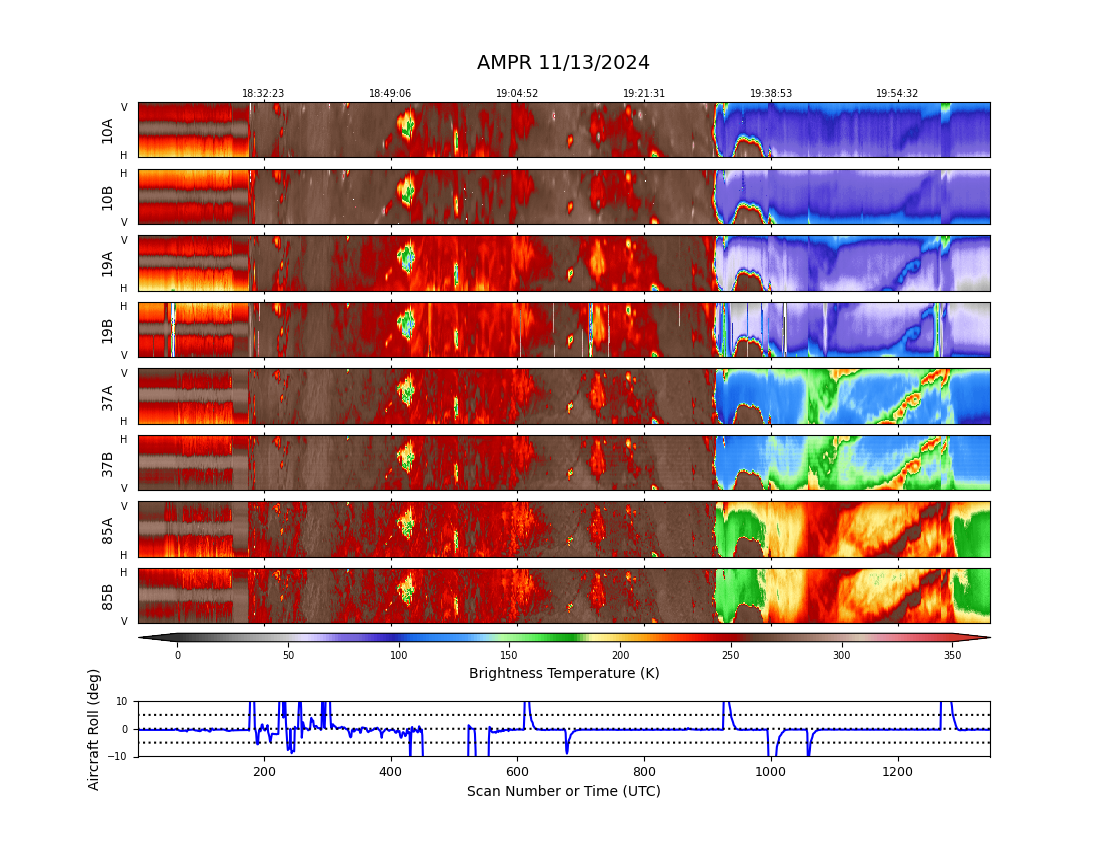 AMPR 11/13/2024
18:32:23 18:49:06 19:04:52 19:21:31 19:38:53 19:54:32
V
10A
H
H
10B
V
V
19A
H
H
19B
V
V
37A
H
H
37B
V
V
85A
H
H
85B
V
0 50 100 150 200 250 300 350
Brightness Temperature (K)
Aircraft Roll (deg)
10
0
−10
200 400 600 800 1000 1200
Scan Number or Time (UTC)